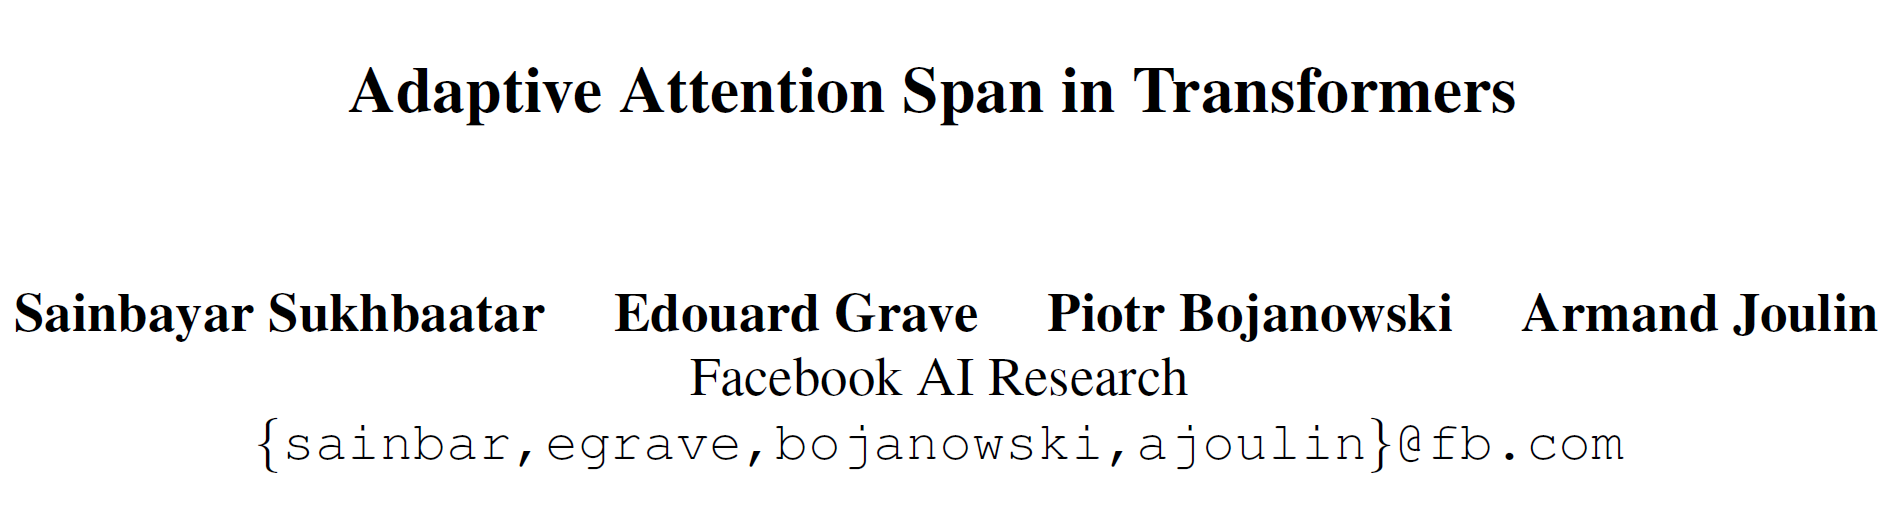 Adaptive Attention Span in Transformers
Sainbayar Sukhbaatar Edouard Grave Piotr Bojanowski Armand Joulin
Facebook AI Research
{sainbar,egrave,bojanowski,ajoulin}@fb.com